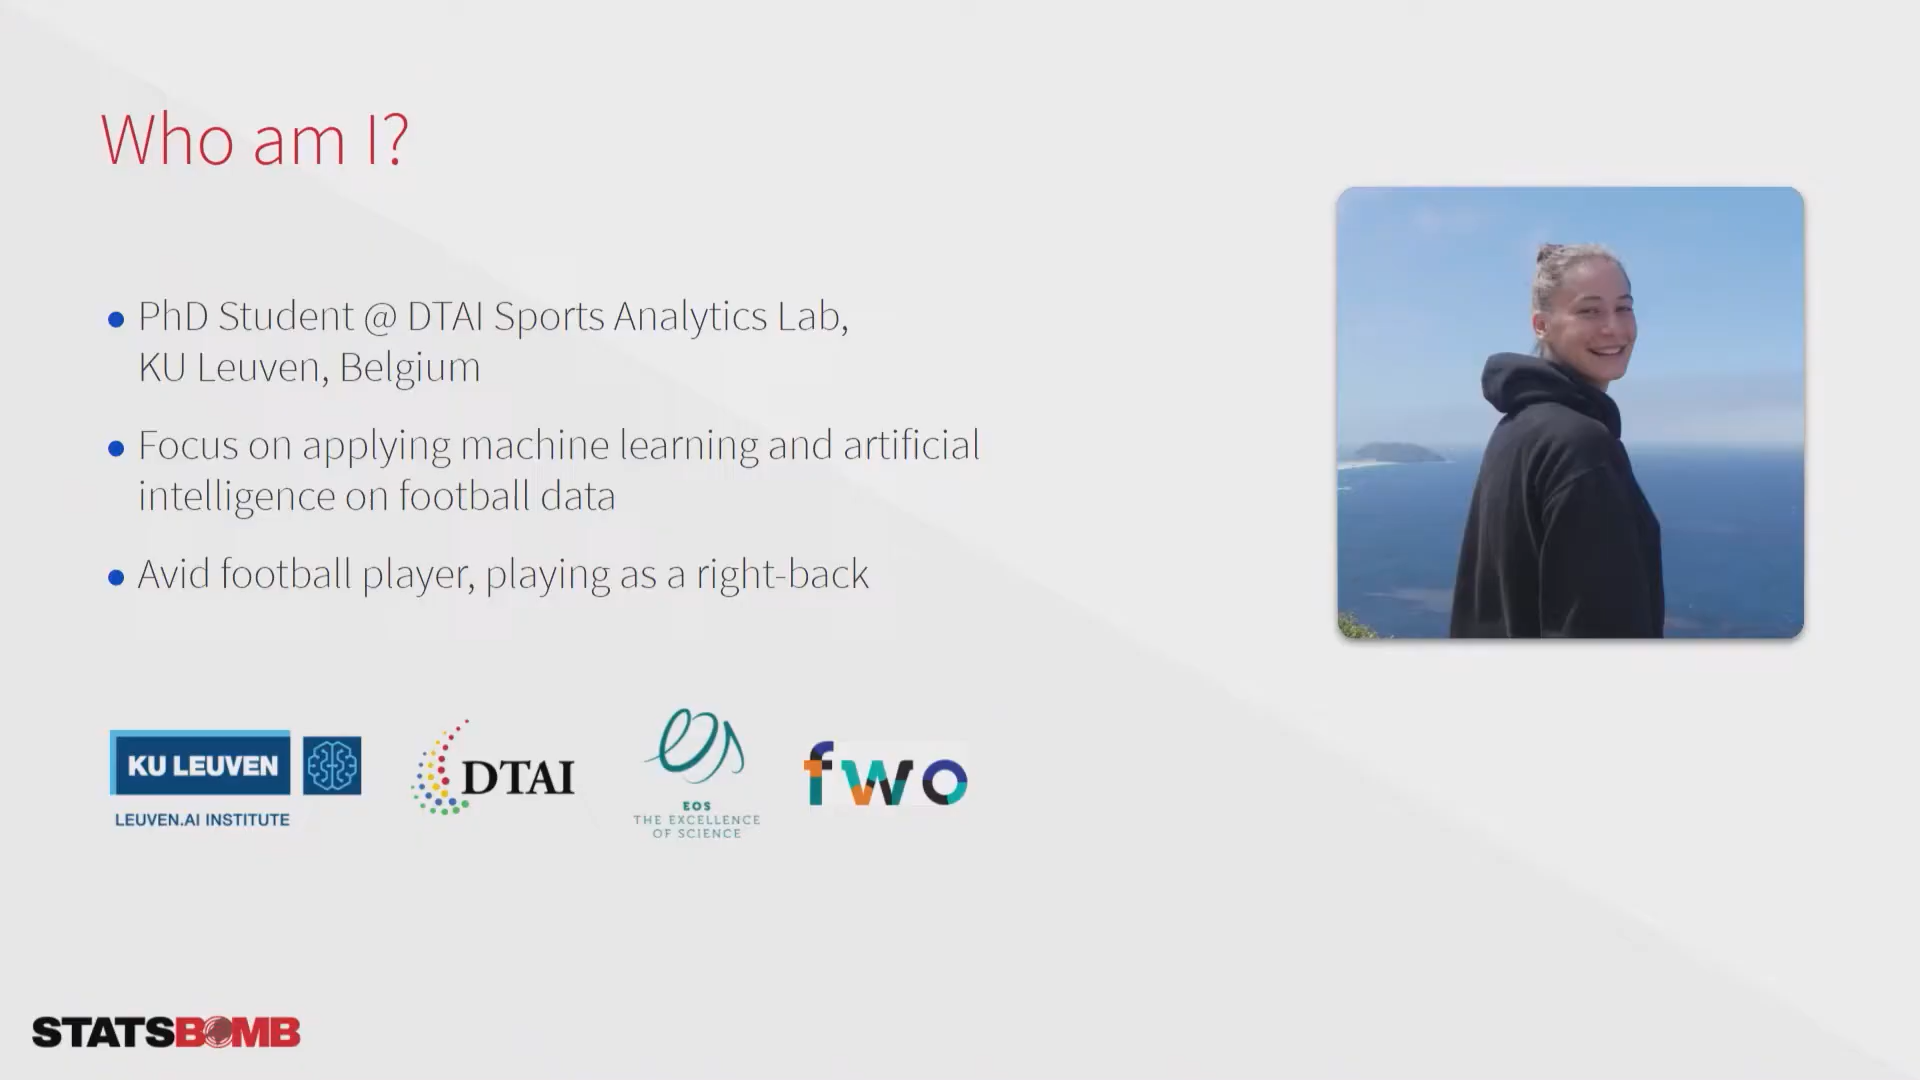 Who am I?
• PhD Student @ DTAI Sports Analytics Lab,
KU Leuven, Belgium
• Focus on applying machine learning and artificial
intelligence on football data
• Avid football player, playing as a right-back
KU LEUVEN
LEUVEN.AI INSTITUTE
DTAI
eos
EOS
THE EXCELLENCE
OF SCIENCE
fwo
STATSBOMB